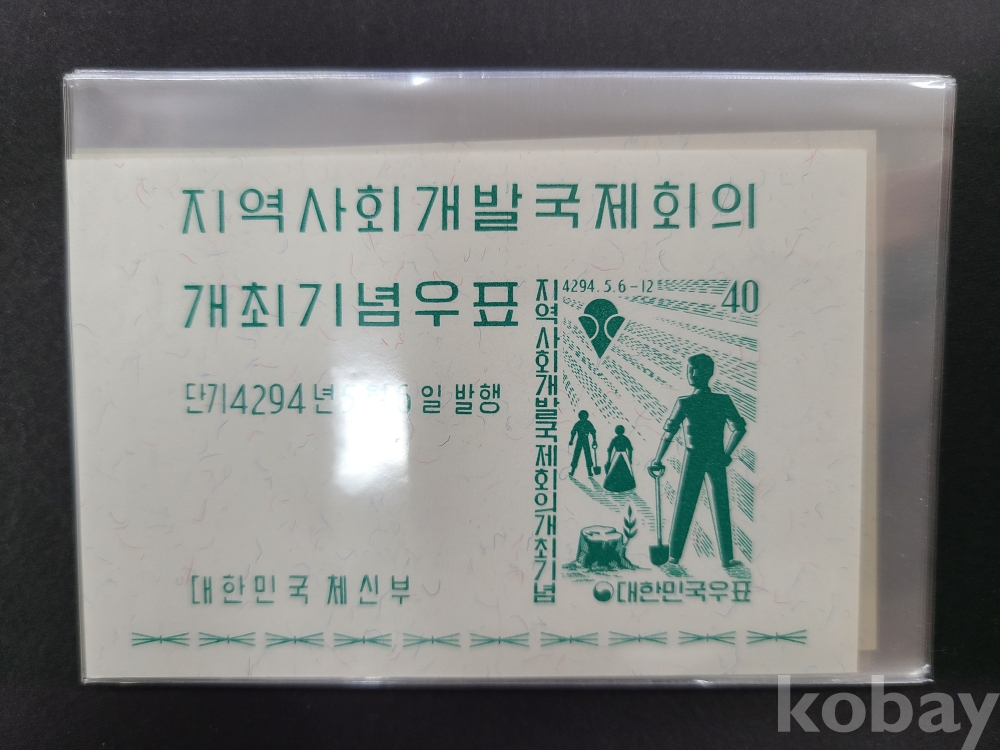 지역사회개발국제회의
개최기념우표
단기4294년 6일 발행
대한민국 체신부
지역사회개발국제회의개최기념
4294. 5. 6-12
40
대한민국우표
kobay